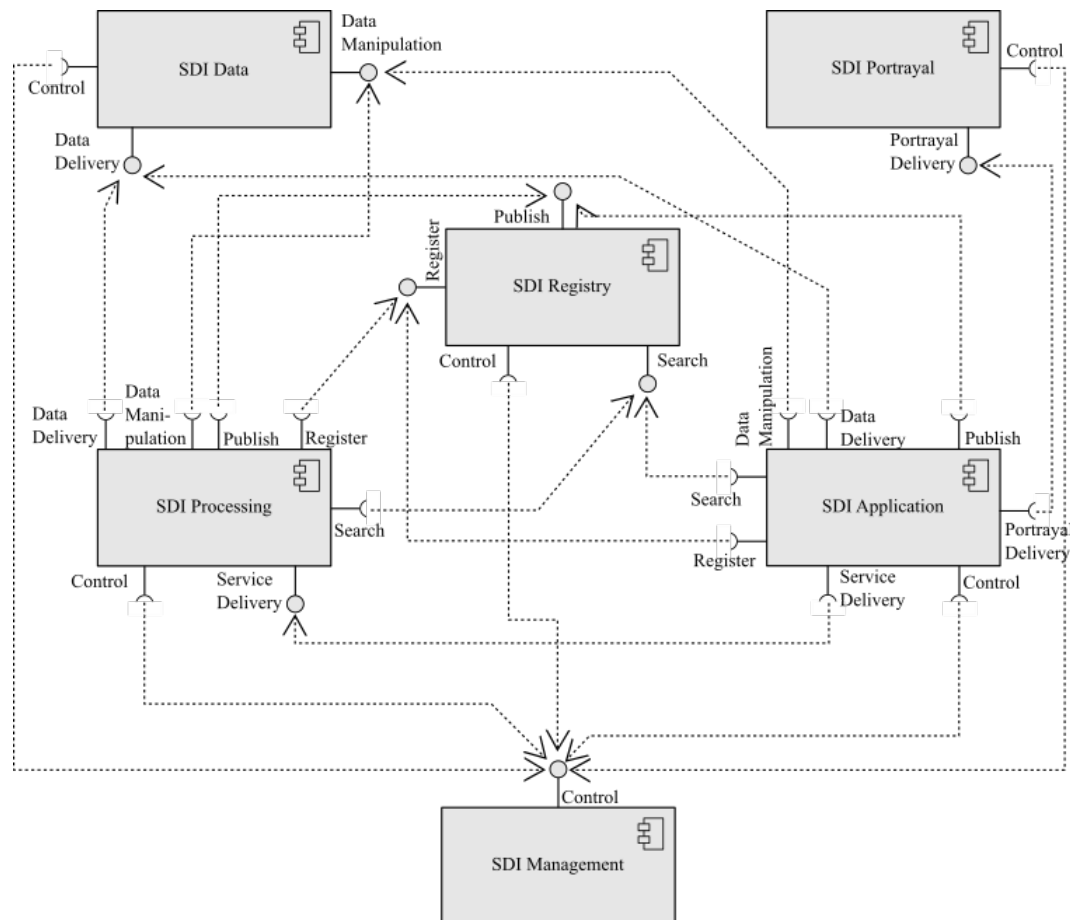 Data
Manipulation
SDI Data
Control
Data
Delivery
SDI Portrayal
Control
Portrayal
Delivery
Publish
Register
SDI Registry
Control
Search
Data
Delivery
Data
Mani-
pulation
Publish
Register
SDI Processing
Search
Control
Service
Delivery
Data
Manipulation
Data
Delivery
Publish
Search
SDI Application
Register
Portrayal
Delivery
Service
Delivery
Control
Control
SDI Management